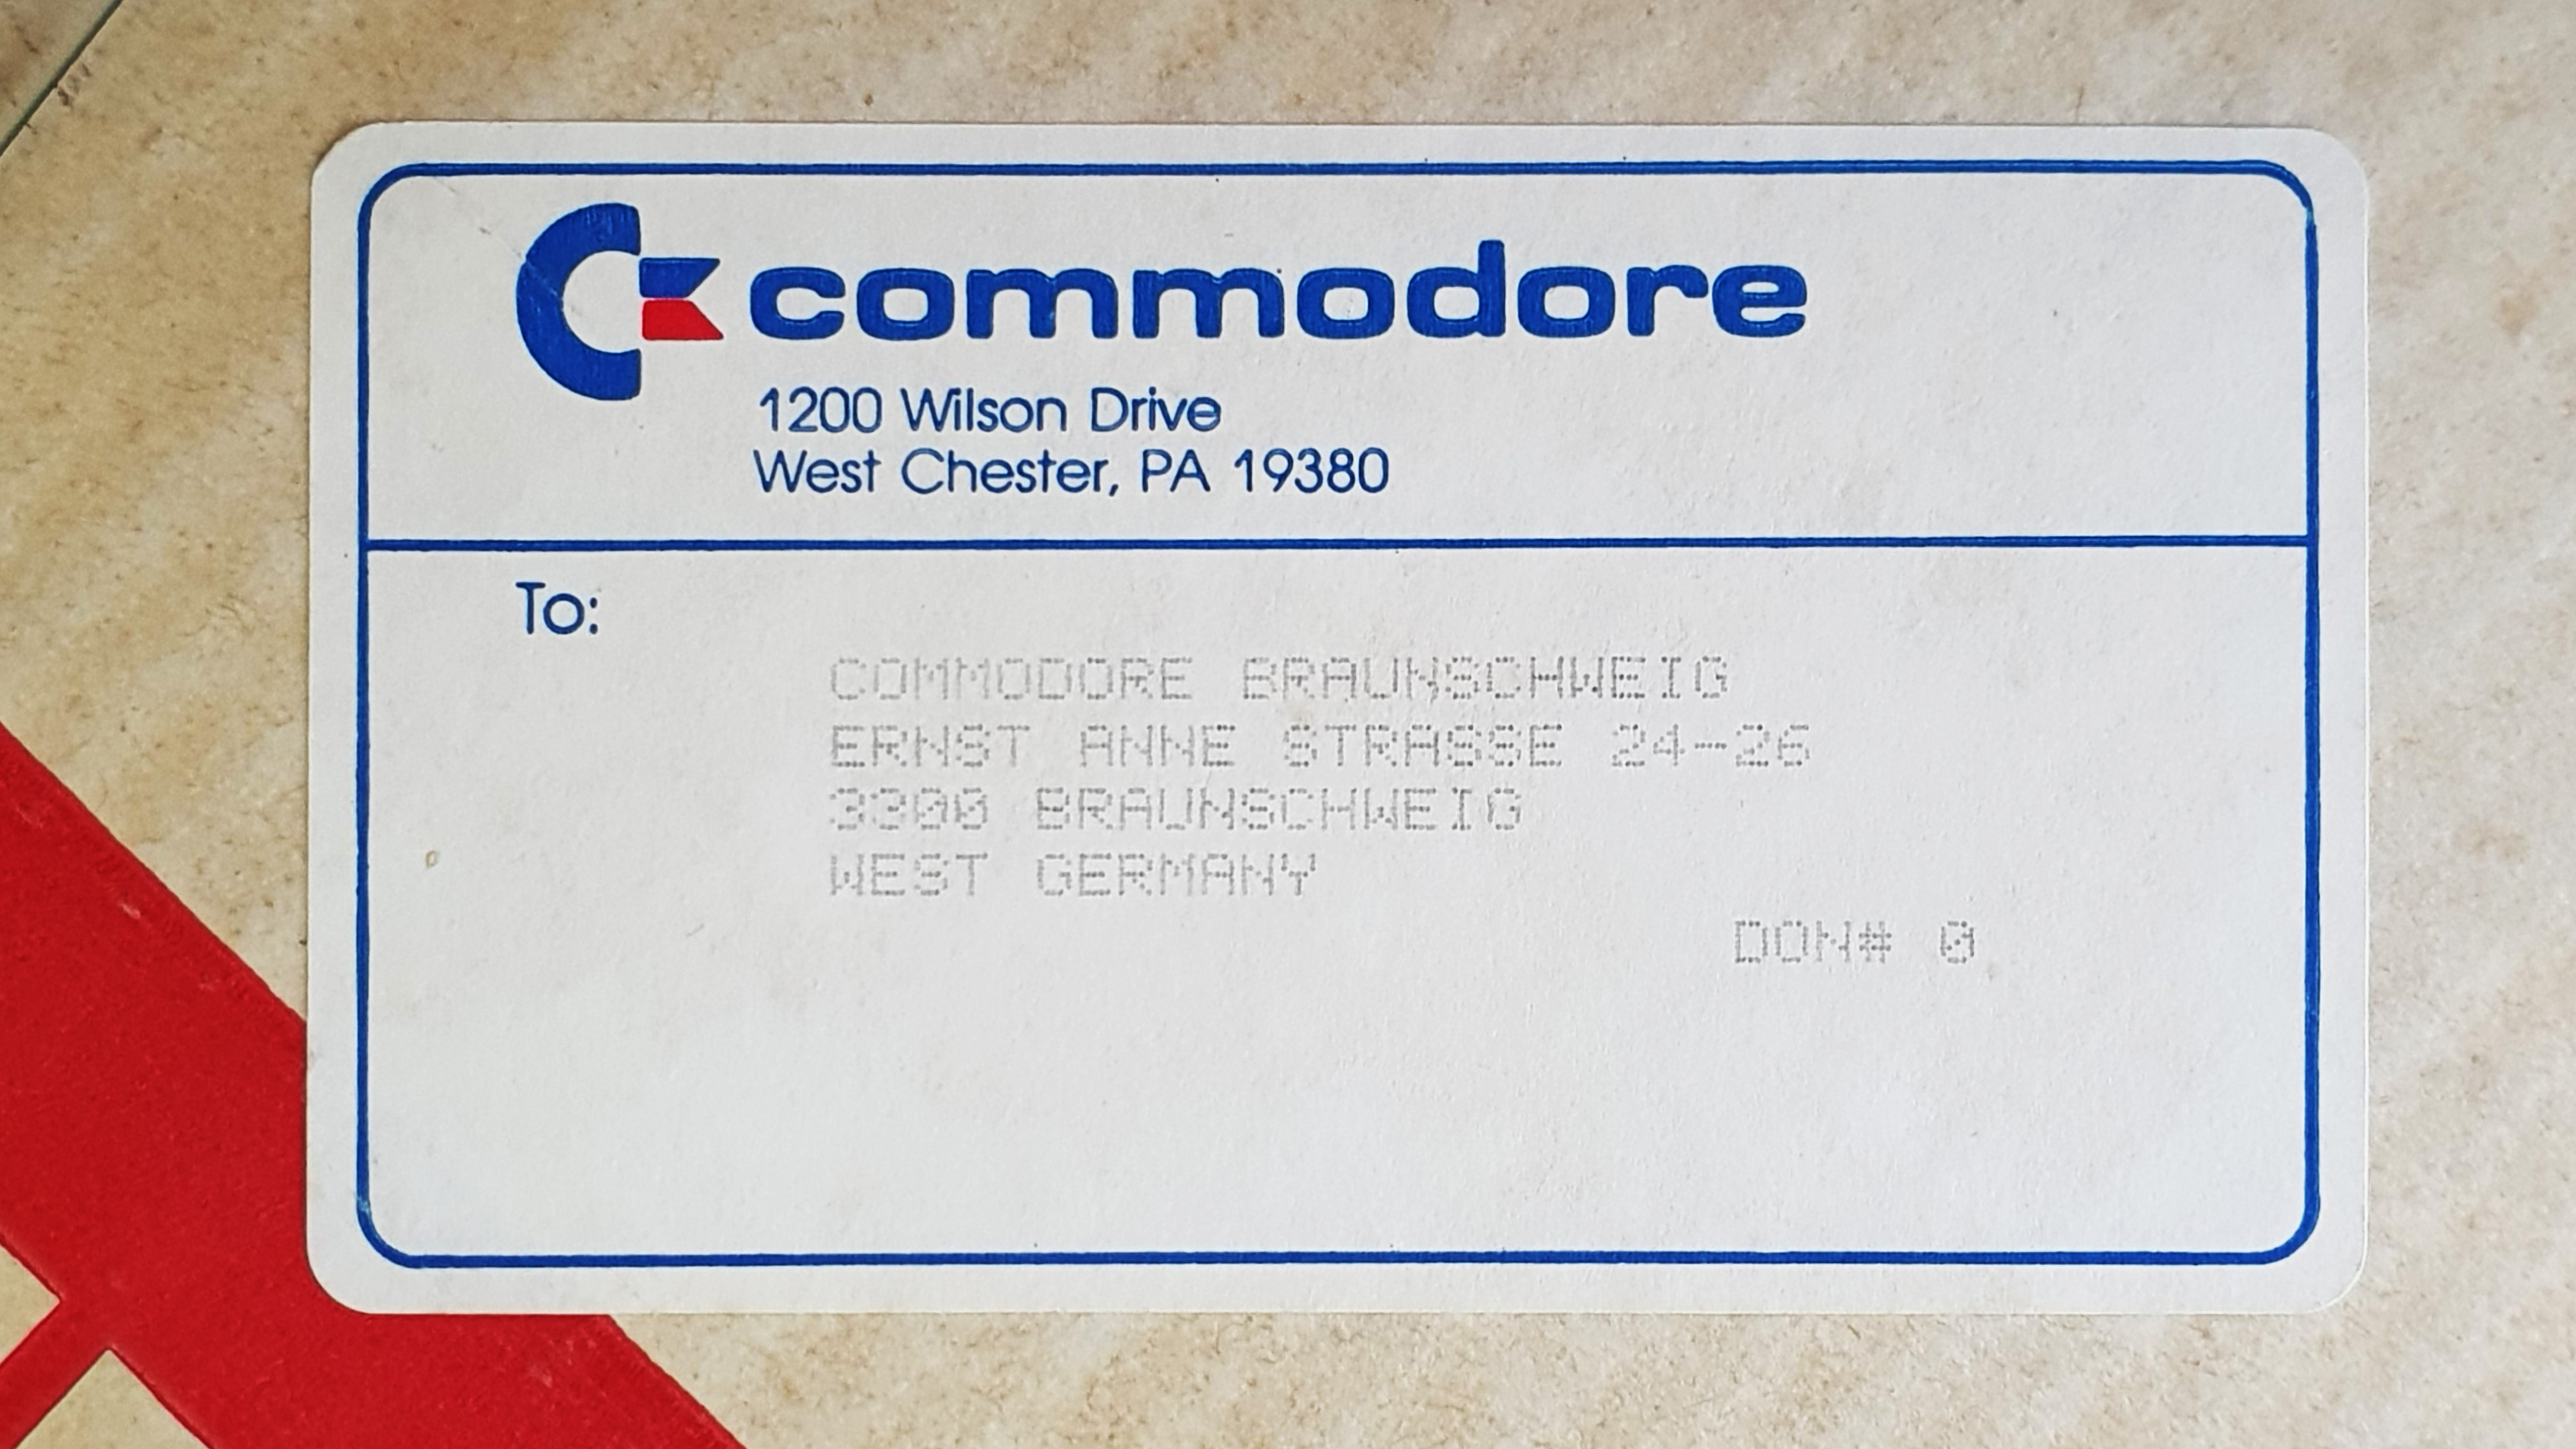 commodore
1200 Wilson Drive
West Chester, PA 19380
To:
COMMODORE BRAUNSCHWEIG
ERNST ANNE STRASSE 24-26
3300 BRAUNSCHWEIG
WEST GERMANY
DON# 0